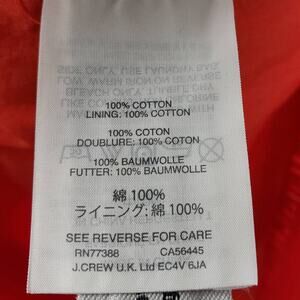 100% COTTON
LINING: 100% COTTON
100% COTON
DOUBLURE: 100% COTON
100% BAUMWOLLE
FUTTER: 100% BAUMWOLLE
綿 100%
ライニング: 綿 100%
SEE REVERSE FOR CARE
RN77388 CA56445
J.CREW U.K. Ltd EC4V 6JA